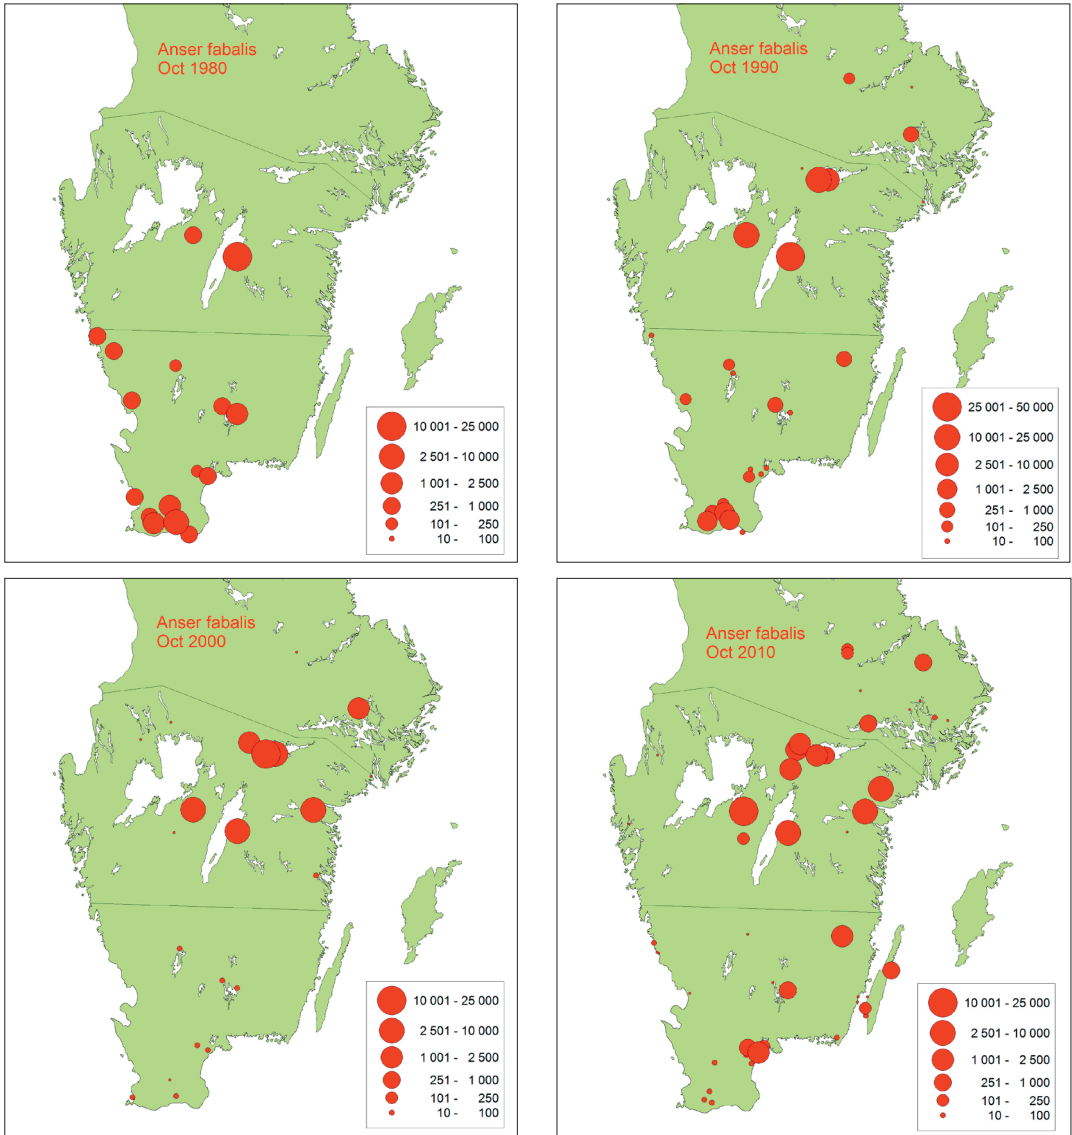 Anser fabalis
Oct 1980
10 001 - 25 000
2 501 - 10 000
1 001 - 2 500
251 - 1 000
101 - 250
10 - 100
Anser fabalis
Oct 1990
25 001 - 50 000
10 001 - 25 000
2 501 - 10 000
1 001 - 2 500
251 - 1 000
101 - 250
10 - 100
Anser fabalis
Oct 2000
10 001 - 25 000
2 501 - 10 000
1 001 - 2 500
251 - 1 000
101 - 250
10 - 100
Anser fabalis
Oct 2010
10 001 - 25 000
2 501 - 10 000
1 001 - 2 500
251 - 1 000
101 - 250
10 - 100